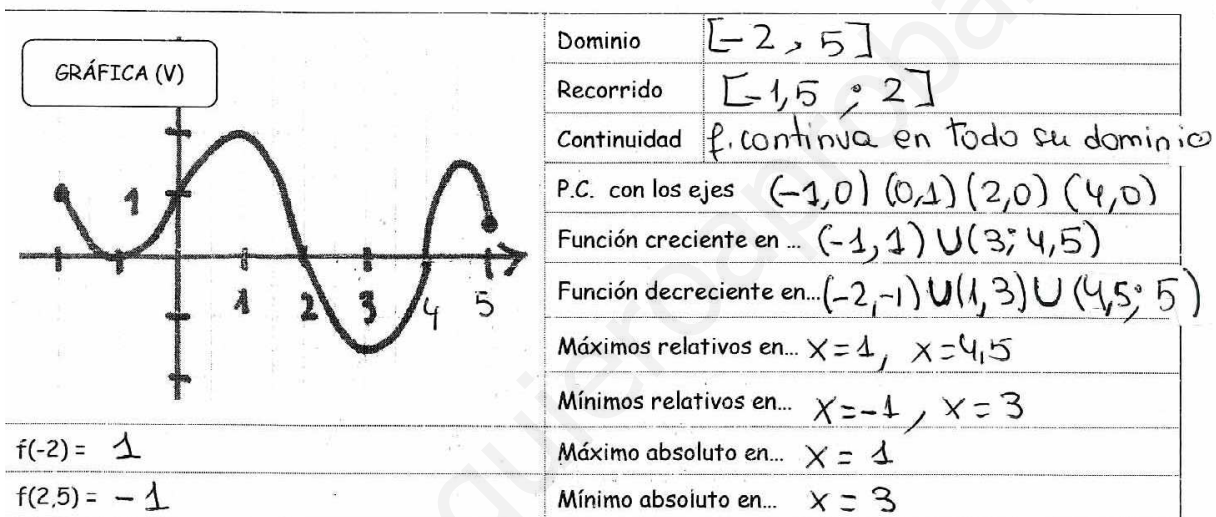 GRÁFICA (V)
1
1 2 3 4 5
f(-2) = 1
f(2,5) = -1
Dominio [-2, 5]
Recorrido [-1,5 ; 2]
Continuidad f. continua en todo su dominio
P.C. con los ejes (-1,0) (0,1) (2,0) (4,0)
Función creciente en ... (-1, 1) U (3; 4,5)
Función decreciente en... (-2,-1) U (1, 3) U (4,5; 5)
Máximos relativos en... x=1, x=4,5
Mínimos relativos en... x=-1, x=3
Máximo absoluto en... x = 1
Mínimo absoluto en... x = 3